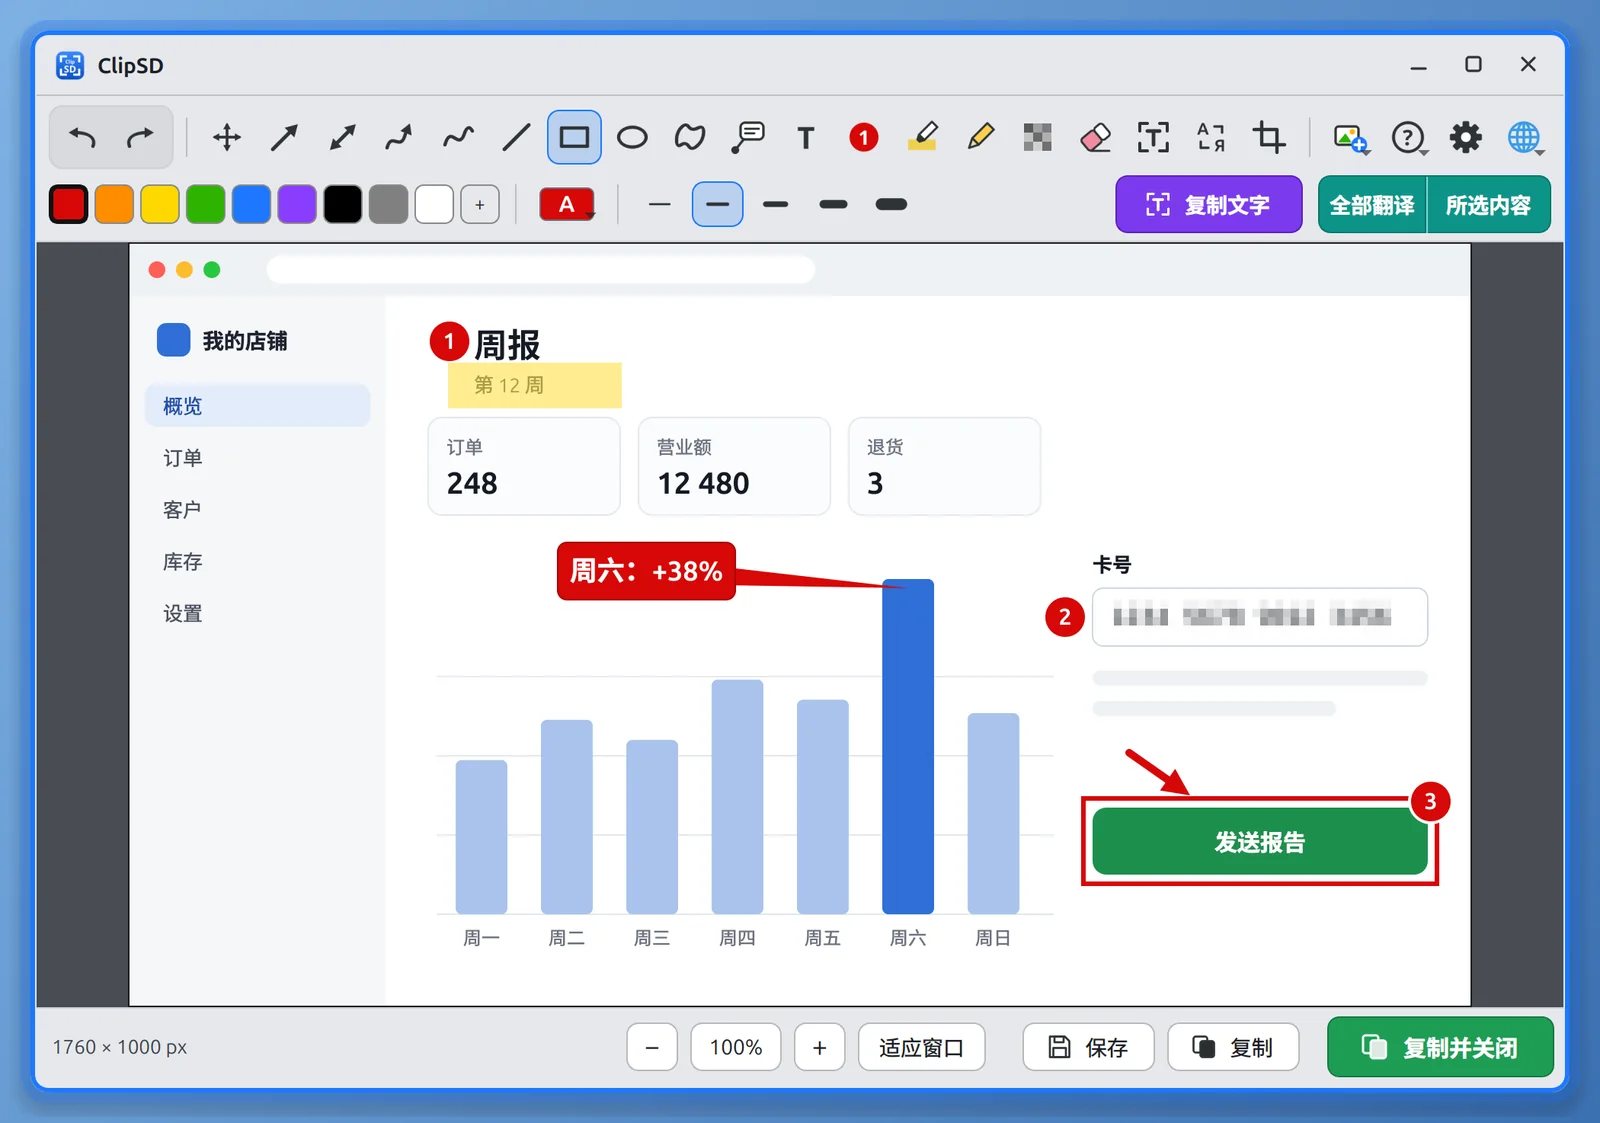 ClipSD
T
1
T
A
Я
?
+
A
复制文字
全部翻译
所选内容
我的店铺
概览
订单
客户
库存
设置
1 周报
第 12 周
订单
248
营业额
12 480
退货
3
周六：+38%
卡号
2
3
发送报告
周一
周二
周三
周四
周五
周六
周日
1760 × 1000 px
−
100%
+
适应窗口
保存
复制
复制并关闭